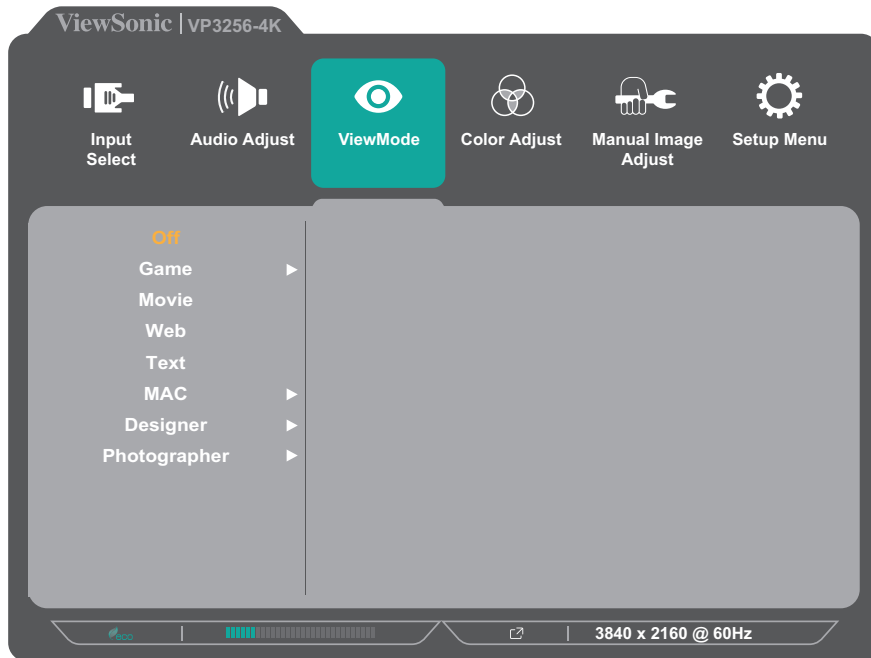 ViewSonic | VP3256-4K
Input Select
Audio Adjust
ViewMode
Color Adjust
Manual Image Adjust
Setup Menu
Off
Game
Movie
Web
Text
MAC
Designer
Photographer
eco
3840 x 2160 @ 60Hz